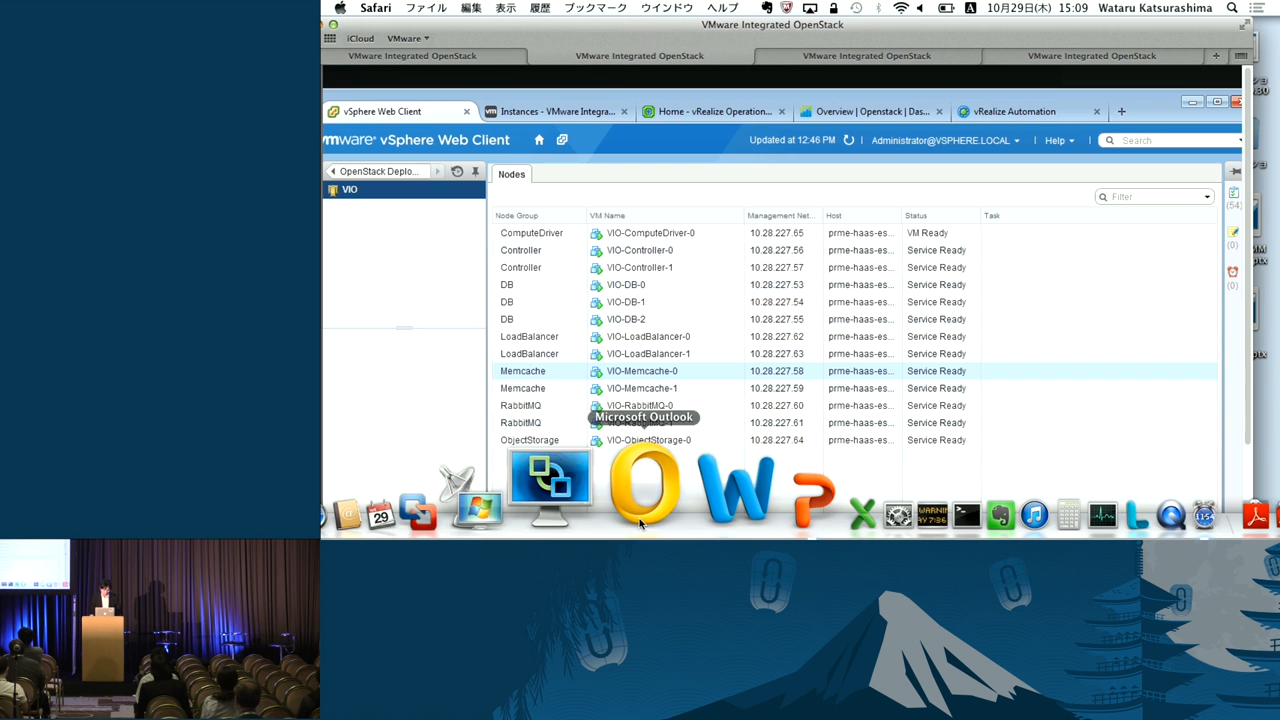 Safari ファイル 編集 表示 履歴 ブックマーク ウインドウ ヘルプ 10月29日(木) 15:09 Wataru Katsurashima
VMware Integrated OpenStack
iCloud VMware
VMware Integrated OpenStack VMware Integrated OpenStack VMware Integrated OpenStack VMware Integrated OpenStack
vSphere Web Client Instances - VMware Integra... Home - vRealize Operation... Overview | Openstack | Das... vRealize Automation
vmware vSphere Web Client Updated at 12:46 PM Administrator@VSPHERE.LOCAL Help Search
OpenStack Deplo... Nodes
VIO
Filter
Node Group VM Name Management Net... Host Status Task
ComputeDriver VIO-ComputeDriver-0 10.28.227.65 prme-haas-es... VM Ready
Controller VIO-Controller-0 10.28.227.56 prme-haas-es... Service Ready
Controller VIO-Controller-1 10.28.227.57 prme-haas-es... Service Ready
DB VIO-DB-0 10.28.227.53 prme-haas-es... Service Ready
DB VIO-DB-1 10.28.227.54 prme-haas-es... Service Ready
DB VIO-DB-2 10.28.227.55 prme-haas-es... Service Ready
LoadBalancer VIO-LoadBalancer-0 10.28.227.62 prme-haas-es... Service Ready
LoadBalancer VIO-LoadBalancer-1 10.28.227.63 prme-haas-es... Service Ready
Memcache VIO-Memcache-0 10.28.227.58 prme-haas-es... Service Ready
Memcache VIO-Memcache-1 10.28.227.59 prme-haas-es... Service Ready
RabbitMQ VIO-RabbitMQ-0 10.28.227.60 prme-haas-es... Service Ready
RabbitMQ VIO-RabbitMQ-1 10.28.227.61 prme-haas-es... Service Ready
ObjectStorage VIO-ObjectStorage-0 10.28.227.64 prme-haas-es... Service Ready
(54)
(0)
(0)
Microsoft Outlook
29
1154